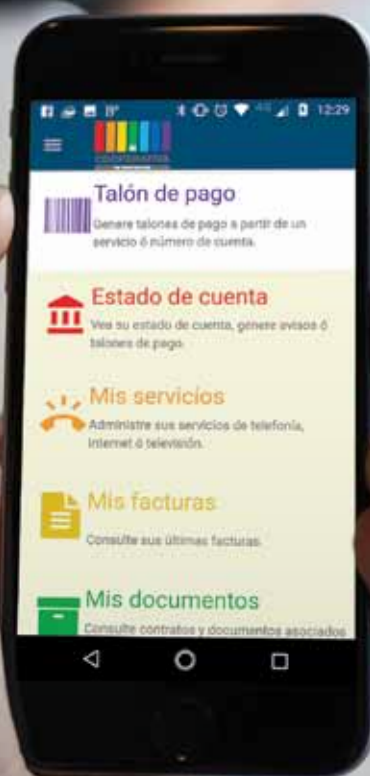 12:29
COOPERATIVA
Talón de pago
Genere talones de pago a partir de un
servicio ó número de cuenta.
Estado de cuenta
Vea su estado de cuenta, genere avisos ó
talones de pago.
Mis servicios
Administre sus servicios de telefonía,
internet ó televisión.
Mis facturas
Consulte sus últimas facturas.
Mis documentos
Consulte contratos y documentos asociados